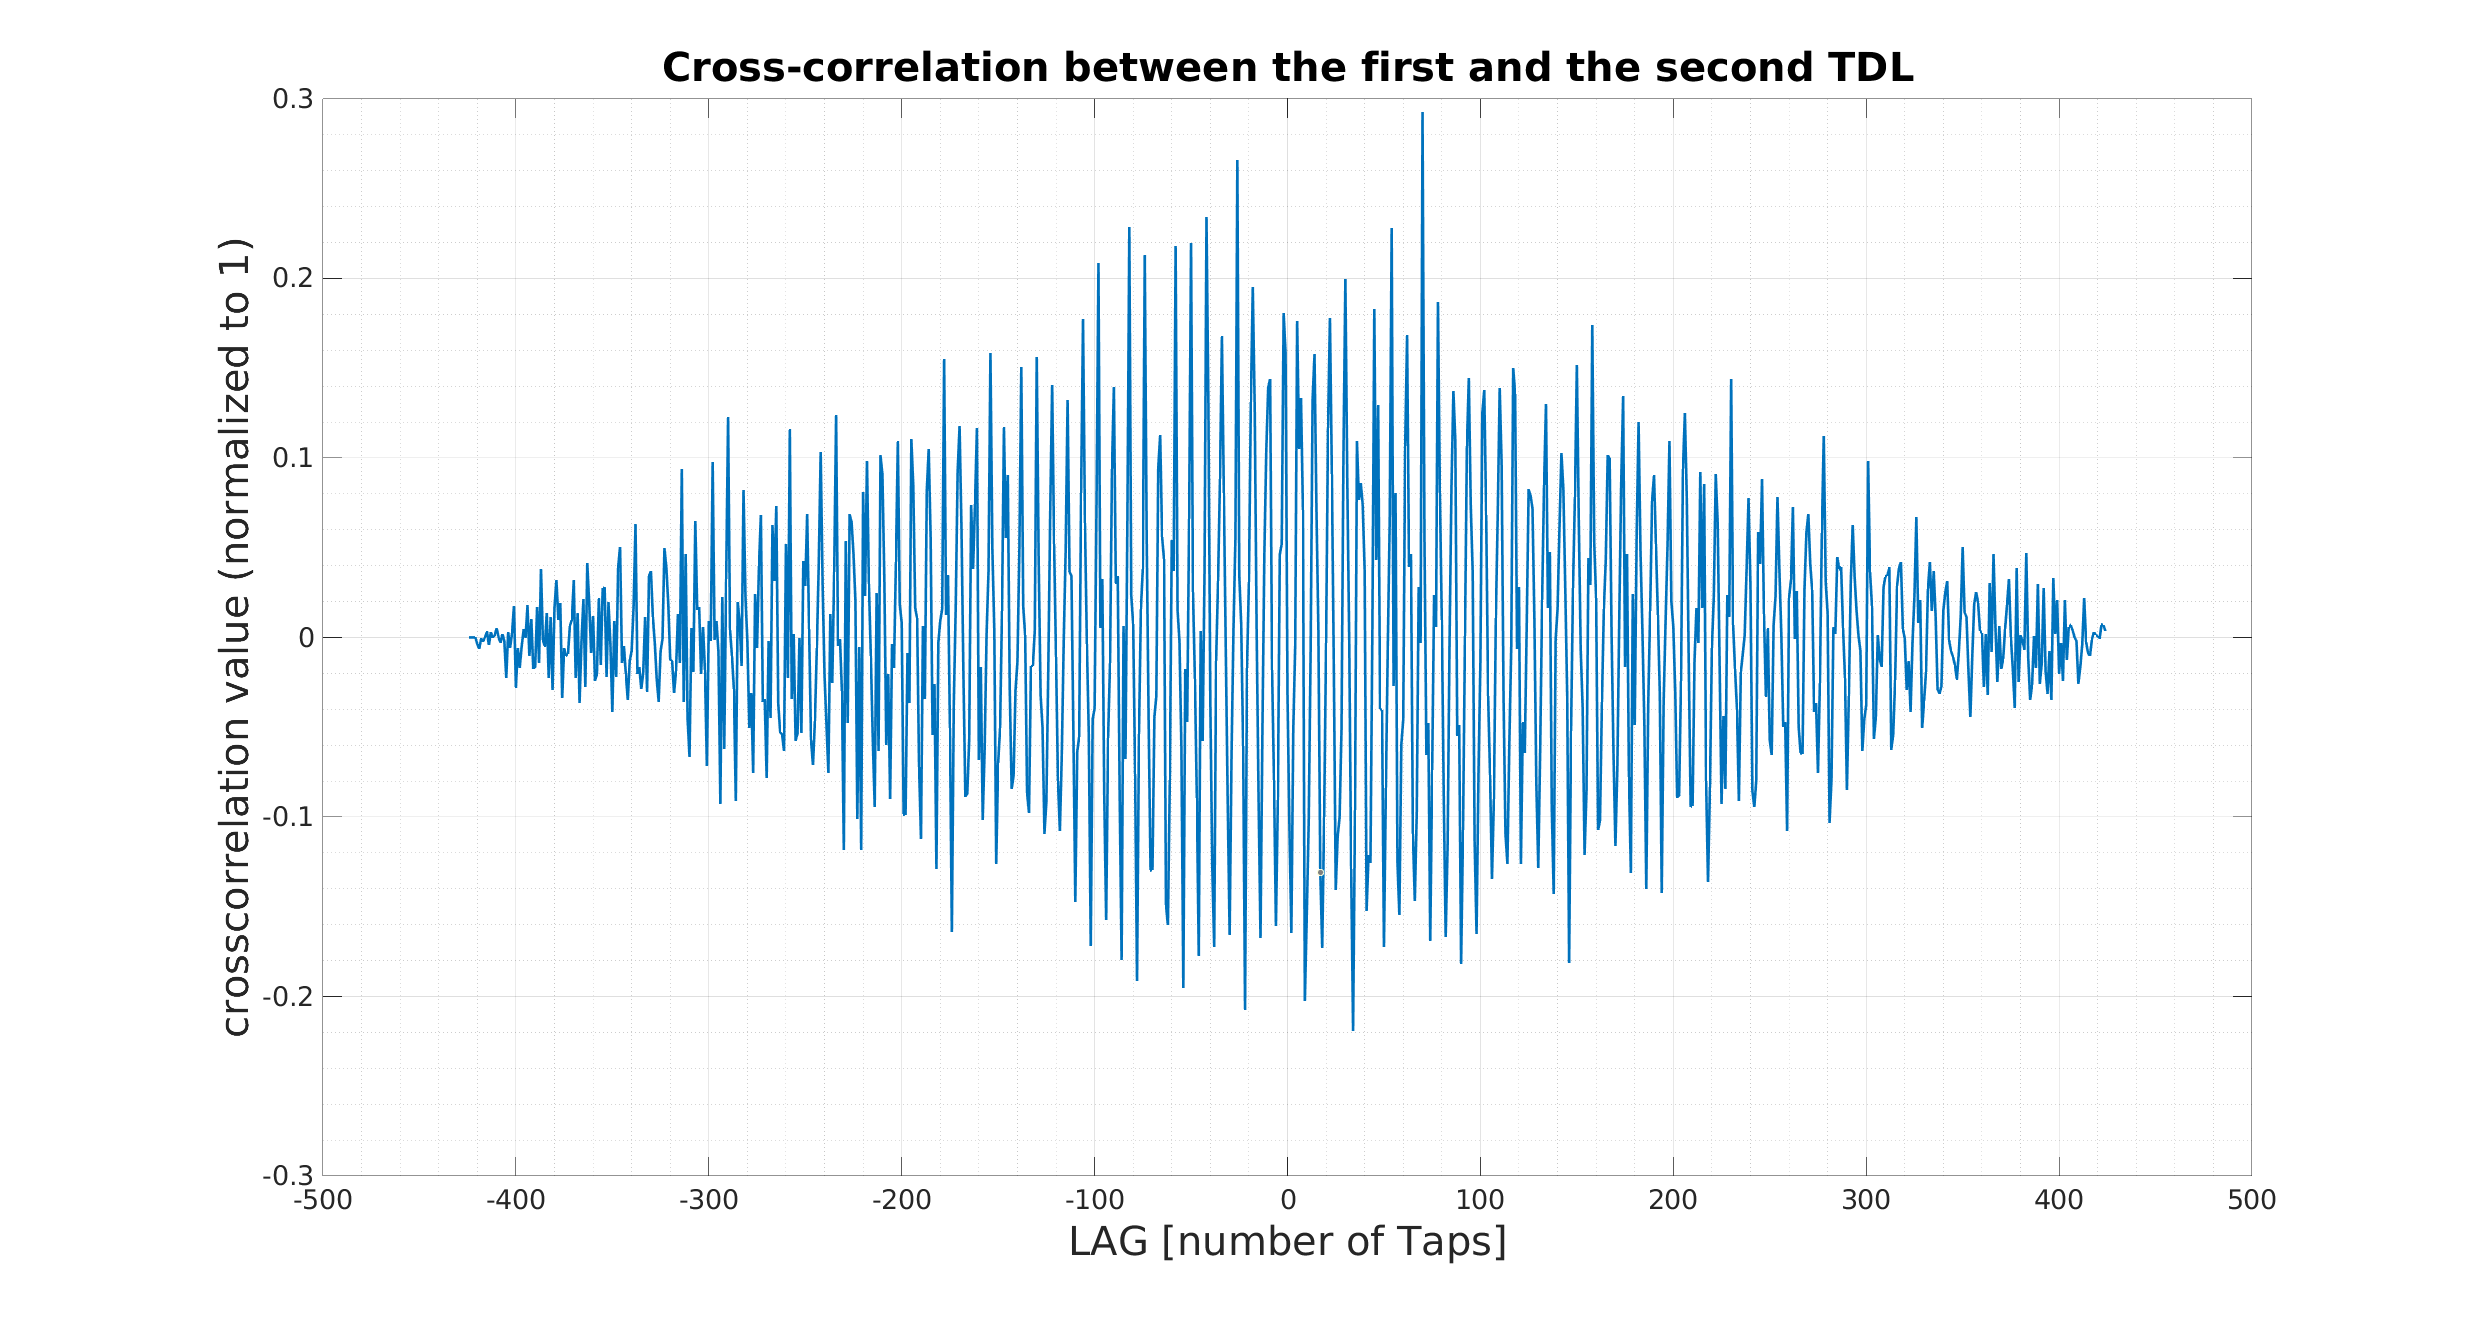 Cross-correlation between the first and the second TDL
crosscorrelation value (normalized to 1)
0.3
0.2
0.1
0
-0.1
-0.2
-0.3
-500 -400 -300 -200 -100 0 100 200 300 400 500
LAG [number of Taps]